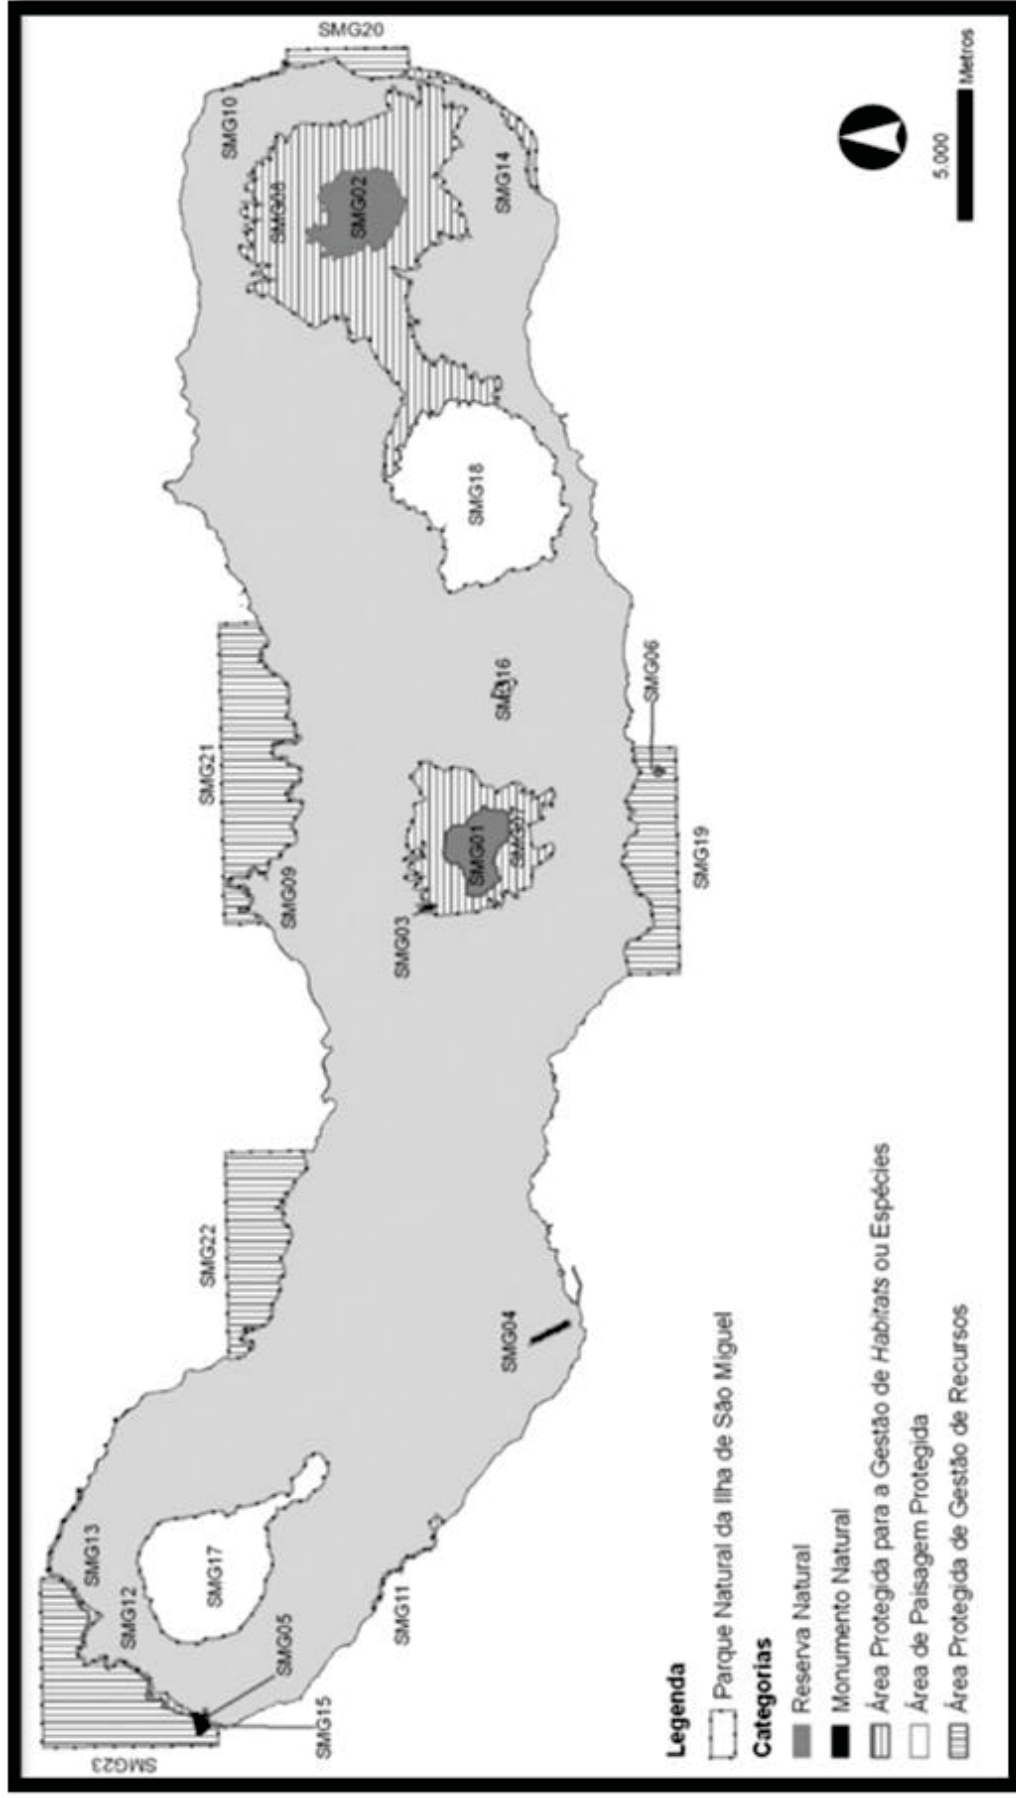 SMG20
SMG10
SMG08
SMG02
SMG14
SMG18
SMG21
SMG16
SMG06
SMG09
SMG01
SMG07
SMG03
SMG19
SMG22
SMG04
SMG13
SMG12
SMG17
SMG05
SMG11
SMG15
SMG23
5.000
Metros
Legenda
Parque Natural da Ilha de São Miguel
Categorias
Reserva Natural
Monumento Natural
Área Protegida para a Gestão de Habitats ou Espécies
Área de Paisagem Protegida
Área Protegida de Gestão de Recursos